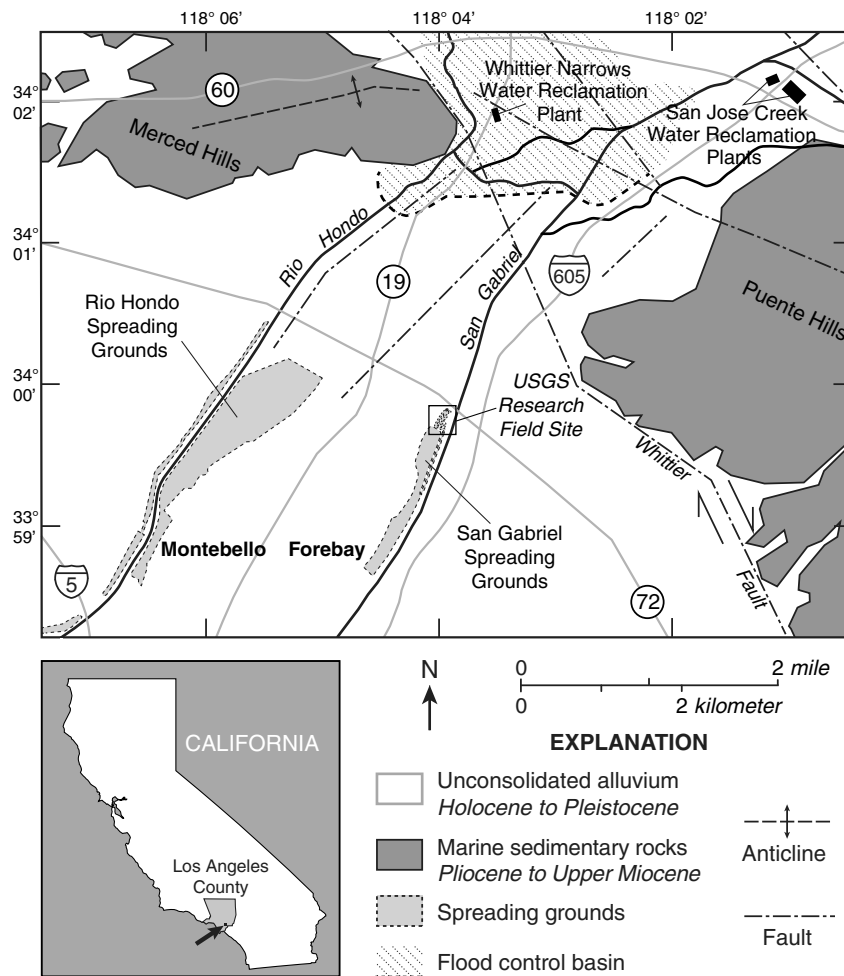 118° 06’
118° 04’
118° 02’
34°
02’
34°
01’
34°
00’
33°
59’
60
Merced Hills
Whittier Narrows
Water Reclamation
Plant
San Jose Creek
Water Reclamation
Plants
Rio Hondo
19
San Gabriel
605
Puente Hills
Rio Hondo
Spreading
Grounds
USGS
Research
Field Site
Whittier
Fault
Montebello Forebay
San Gabriel
Spreading
Grounds
5
72
CALIFORNIA
Los Angeles
County
N
0 2 mile
0 2 kilometer
EXPLANATION
Unconsolidated alluvium
Holocene to Pleistocene
Marine sedimentary rocks
Pliocene to Upper Miocene
Spreading grounds
Flood control basin
Anticline
Fault